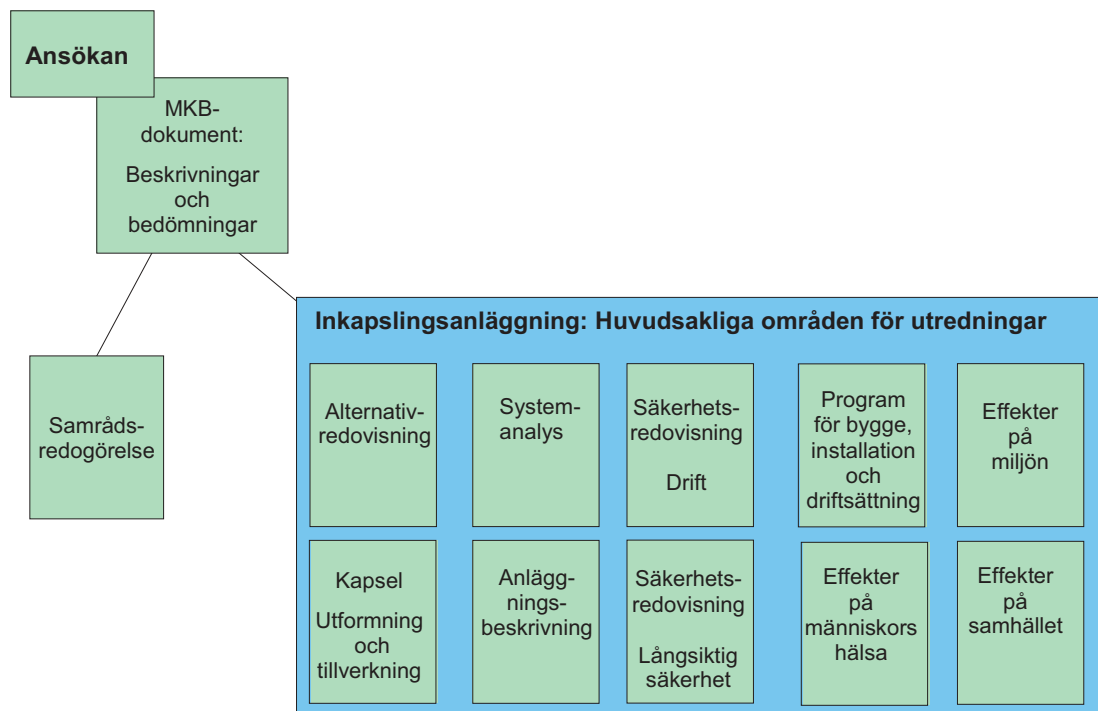 Ansökan
MKB-
dokument:
Beskrivningar
och
bedömningar
Samråds-
redogörelse
Inkapslingsanläggning: Huvudsakliga områden för utredningar
Alternativ-
redovisning
System-
analys
Säkerhets-
redovisning
Drift
Program
för bygge,
installation
och
driftsättning
Effekter
på
miljön
Kapsel
Utformning
och
tillverkning
Anlägg-
nings-
beskrivning
Säkerhets-
redovisning
Långsiktig
säkerhet
Effekter
på
människors
hälsa
Effekter
på
samhället